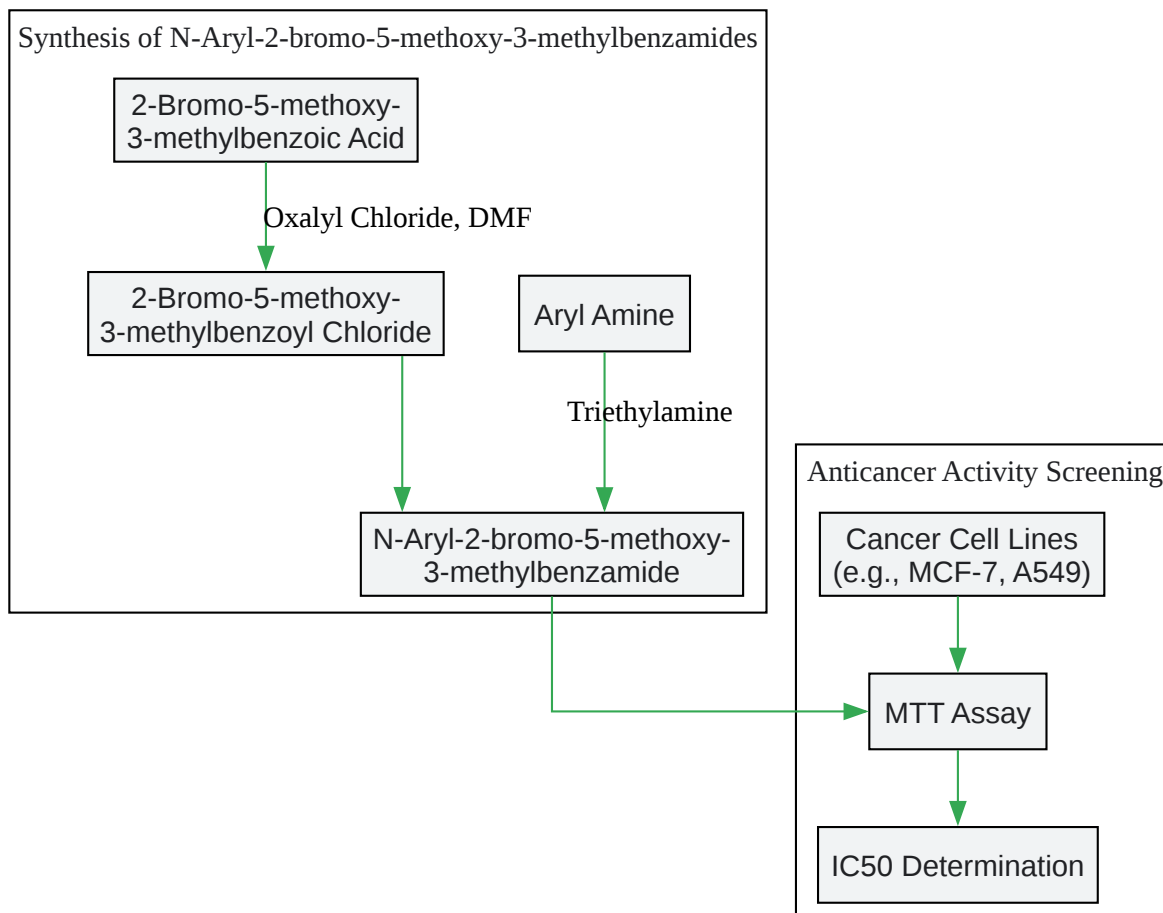 Synthesis of N-Aryl-2-bromo-5-methoxy-3-methylbenzamides
2-Bromo-5-methoxy-
3-methylbenzoic Acid
Oxalyl Chloride, DMF
2-Bromo-5-methoxy-
3-methylbenzoyl Chloride
Aryl Amine
Triethylamine
N-Aryl-2-bromo-5-methoxy-
3-methylbenzamide
Anticancer Activity Screening
Cancer Cell Lines
(e.g., MCF-7, A549)
MTT Assay
IC50 Determination